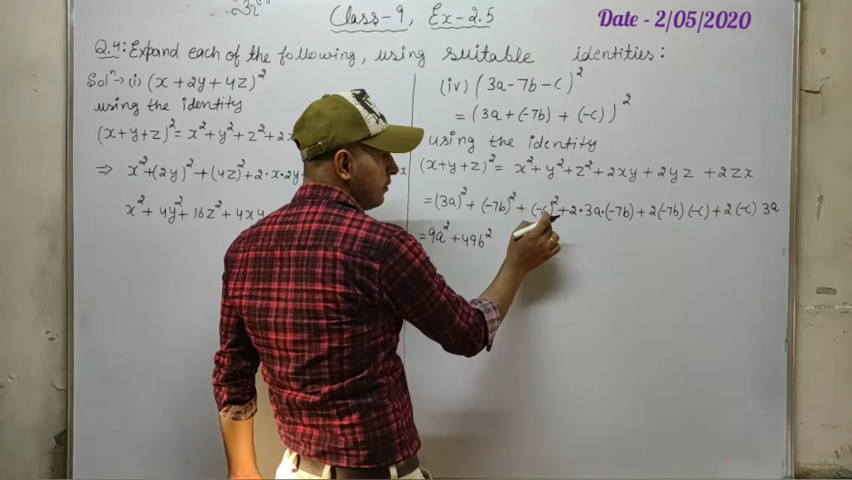 Class-9, Ex-2.5
Date - 2/05/2020
Q.4: Expand each of the following, using suitable identities:
Solⁿ→ (i) (x + 2y + 4z)²
using the identity
(x+y+z)² = x² + y² + z² + 2x
⇒ x² + (2y)² + (4z)² + 2·x·2y +
x² + 4y² + 16z² + 4xy
(iv) (3a - 7b - c)²
= (3a + (-7b) + (-c))²
using the identity
(x+y+z)² = x² + y² + z² + 2xy + 2yz + 2zx
= (3a)² + (-7b)² + (-c)² + 2·3a·(-7b) + 2(-7b)(-c) + 2(-c) 3a
= 9a² + 49b²